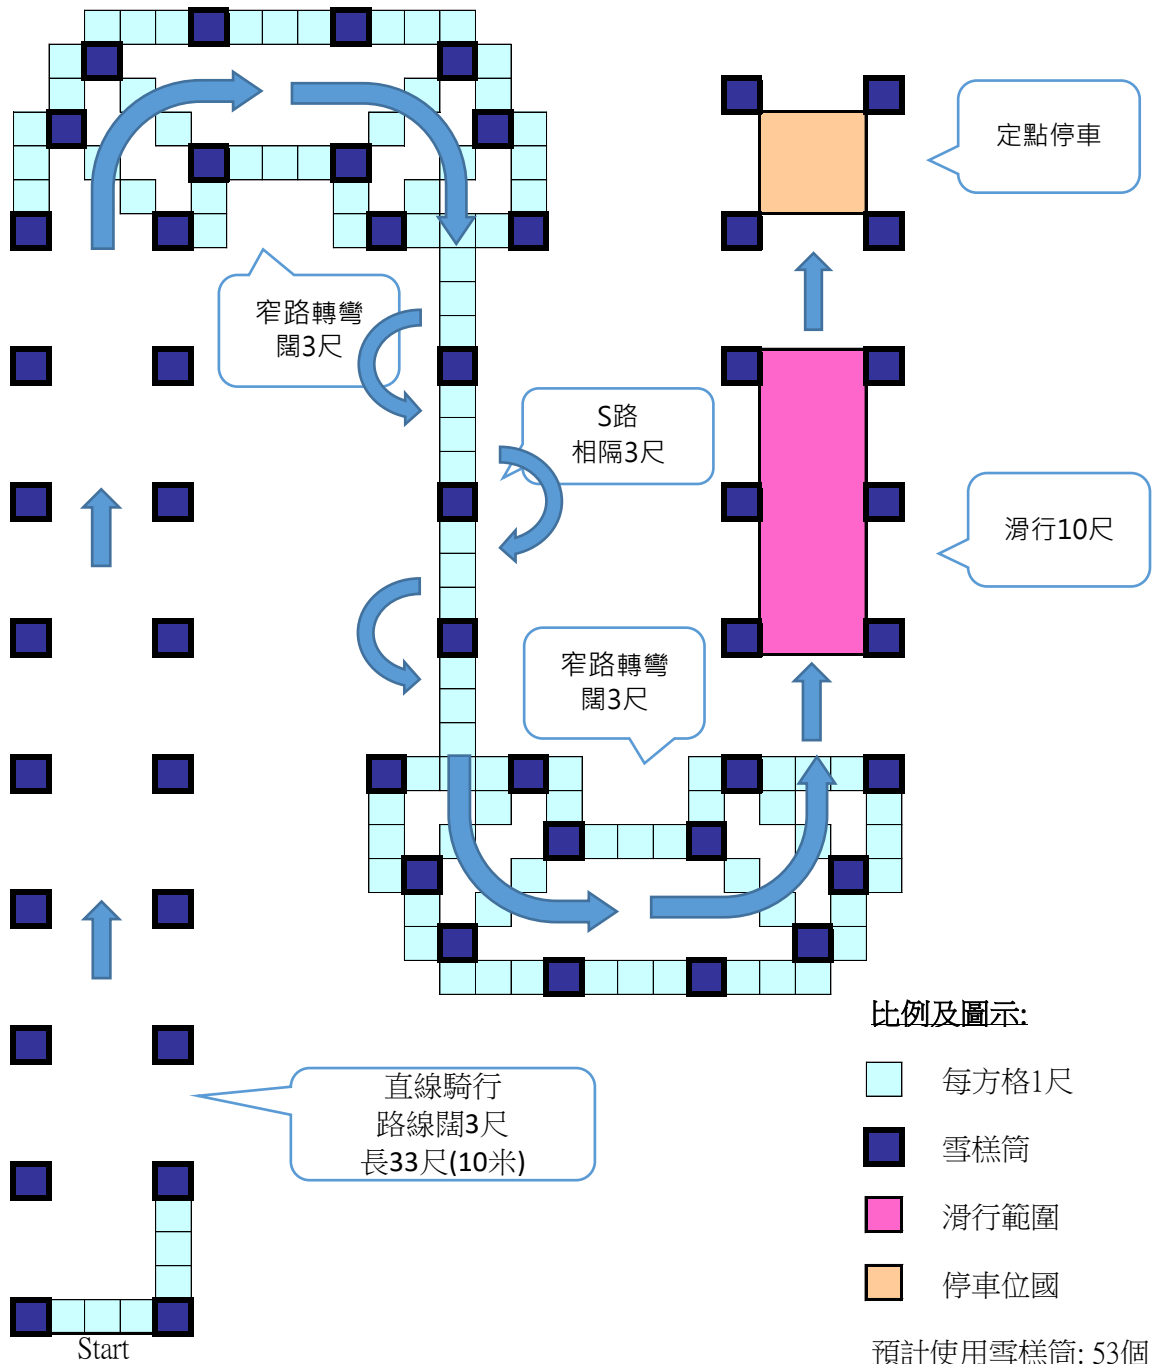 定點停車
窄路轉彎
闊3尺
S路
相隔3尺
滑行10尺
窄路轉彎
闊3尺
直線騎行
路線闊3尺
長33尺(10米)
Start
比例及圖示:
每方格1尺
雪糕筒
滑行範圍
停車位國
預計使用雪糕筒: 53個